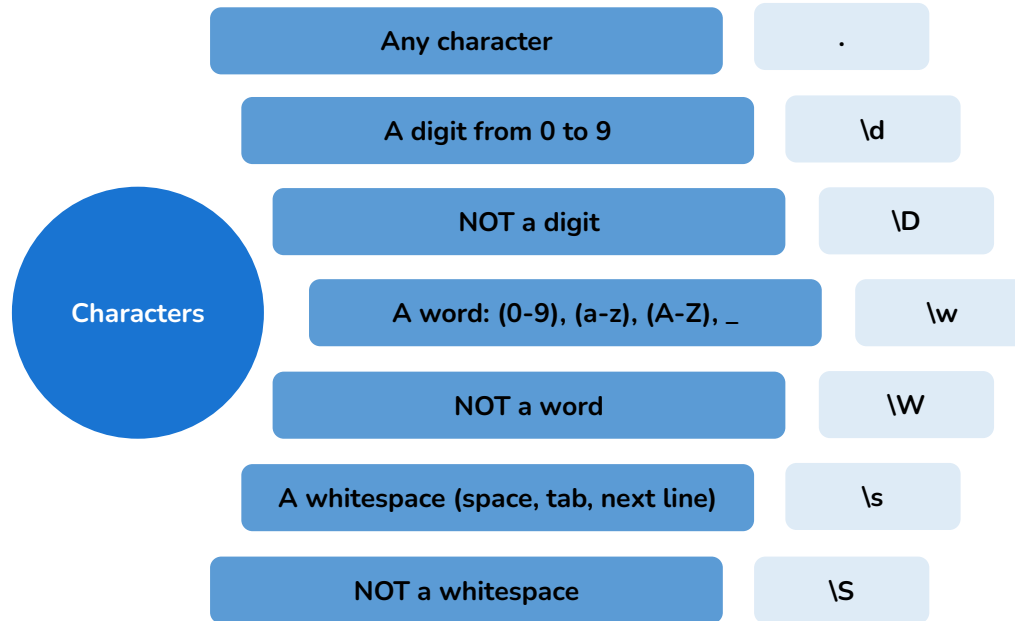 Any character
.
A digit from 0 to 9
\d
NOT a digit
\D
Characters
A word: (0-9), (a-z), (A-Z), _
\w
NOT a word
\W
A whitespace (space, tab, next line)
\s
NOT a whitespace
\S